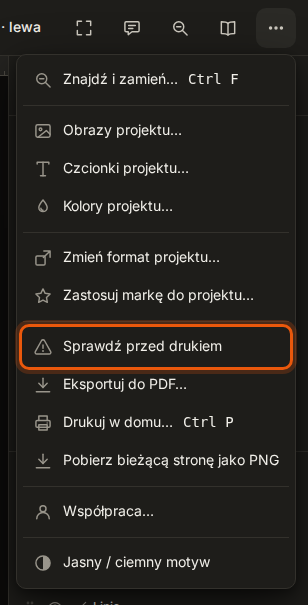 · lewa
Znajdź i zamień... Ctrl F
Obrazy projektu...
Czcionki projektu...
Kolory projektu...
Zmień format projektu...
Zastosuj markę do projektu...
Sprawdź przed drukiem
Eksportuj do PDF...
Drukuj w domu... Ctrl P
Pobierz bieżącą stronę jako PNG
Współpraca...
Jasny / ciemny motyw